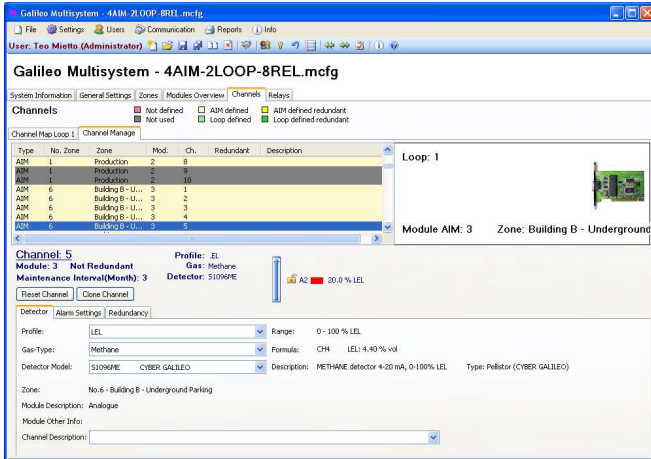 Galileo Multisystem - 4AIM-2LOOP-8REL.mcfg
File Settings Users Communication Reports Info
User: Teo Mietto (Administrator)
Galileo Multisystem - 4AIM-2LOOP-8REL.mcfg
System Information General Settings Zones Modules Overview Channels Relays
Channels
Not defined AIM defined AIM defined redundant
Not used Loop defined Loop defined redundant
Channel Map Loop 1 Channel Manage
Type No. Zone Zone Mod. Ch. Redundant Description
AIM 1 Production 2 8
AIM 1 Production 2 9
AIM 1 Production 2 10
AIM 6 Building B - U... 3 1
AIM 6 Building B - U... 3 2
AIM 6 Building B - U... 3 3
AIM 6 Building B - U... 3 4
AIM 6 Building B - U... 3 5
Loop: 1
Module AIM: 3 Zone: Building B - Underground
Channel: 5
Module: 3 Not Redundant
Maintenance Interval(Month): 3
Profile: .EL
Gas: Methane
Detector: S1096ME
A2 20.0 % LEL
Reset Channel Clone Channel
Detector Alarm Settings Redundancy
Profile: LEL Range: 0 - 100 % LEL
Gas-Type: Methane Formula: CH4 LEL: 4.40 % vol
Detector Model: S1096ME CYBER GALILEO Description: METHANE detector 4-20 mA, 0-100% LEL Type: Pellistor (CYBER GALILEO)
Zone: No.6 - Building B - Underground Parking
Module Description: Analogue
Module Other Info:
Channel Description: